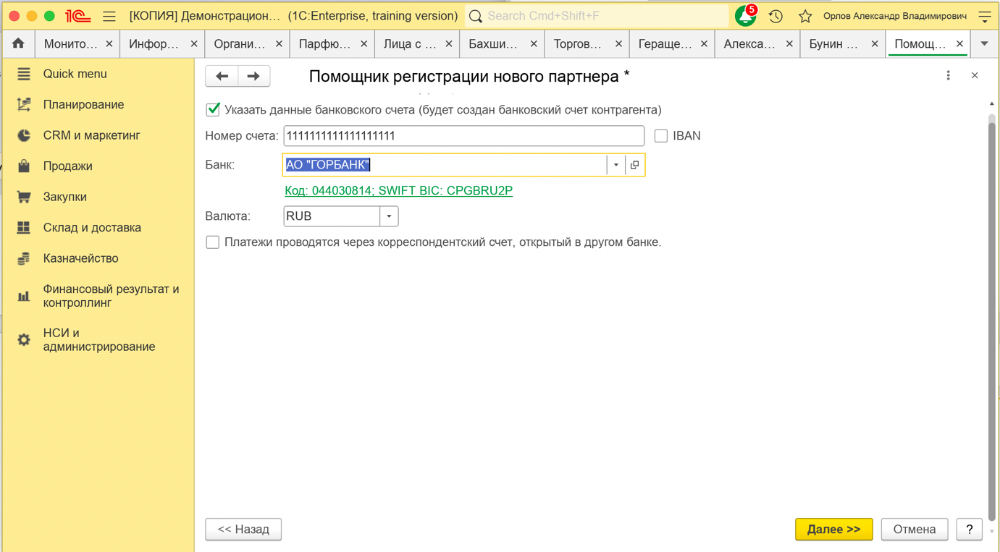 1С [КОПИЯ] Демонстрацион... (1C:Enterprise, training version) Search Cmd+Shift+F 5 Орлов Александр Владимирович
Монито... Инфор... Органи... Парфю... Лица с ... Бахши... Торгов... Гераще... Алекса... Бунин ... Помощ...
Quick menu
Планирование
CRM и маркетинг
Продажи
Закупки
Склад и доставка
Казначейство
Финансовый результат и
контроллинг
НСИ и
администрирование
Помощник регистрации нового партнера *
Указать данные банковского счета (будет создан банковский счет контрагента)
Номер счета: 11111111111111111111 IBAN
Банк: АО "ГОРБАНК"
Код: 044030814; SWIFT BIC: CPGBRU2P
Валюта: RUB
Платежи проводятся через корреспондентский счет, открытый в другом банке.
<< Назад Далее >> Отмена ?